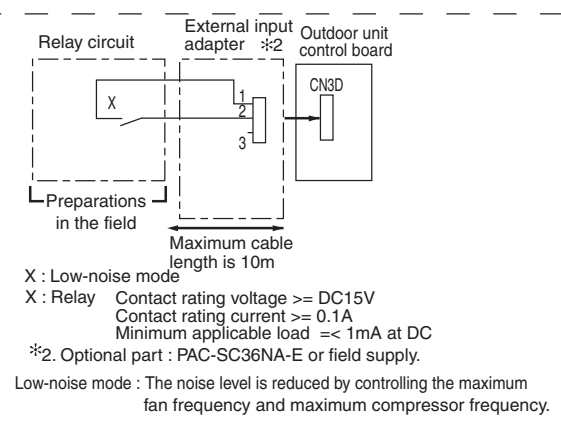 Relay circuit
External input
adapter ※2
Outdoor unit
control board
CN3D
X
1
2
3
Preparations
in the field
Maximum cable
length is 10m
X : Low-noise mode
X : Relay Contact rating voltage >= DC15V
Contact rating current >= 0.1A
Minimum applicable load =< 1mA at DC
※2. Optional part : PAC-SC36NA-E or field supply.
Low-noise mode : The noise level is reduced by controlling the maximum
fan frequency and maximum compressor frequency.